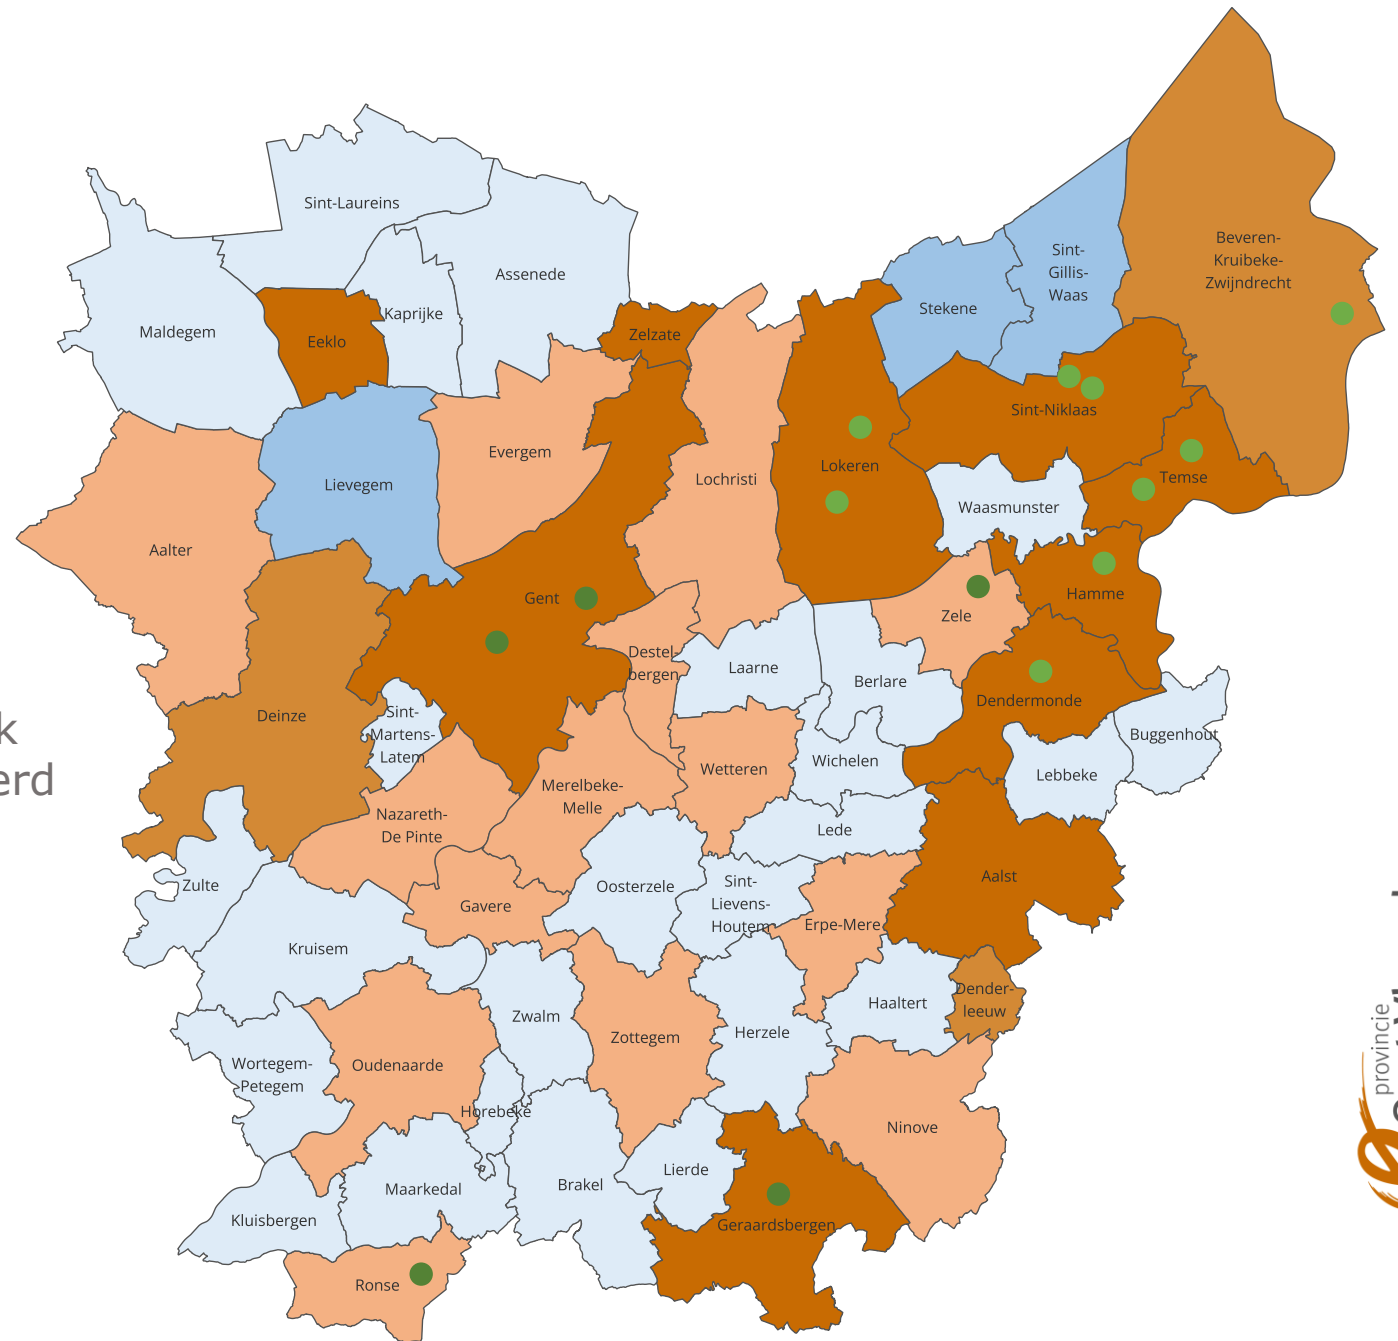 Sint-Laureins
Assenede
Maldegem
Kaprijke
Eeklo
Zelzate
Beveren-
Kruibeke-
Zwijndrecht
Sint-
Gillis-
Waas
Stekene
Sint-Niklaas
Evergem
Lievegem
Lochristi
Lokeren
Temse
Waasmunster
Aalter
Gent
Zele
Hamme
Destel-
bergen
Laarne
Berlare
Dendermonde
Deinze
Sint-
Martens-
Latem
Buggenhout
k
erd
Wetteren
Wichelen
Lebbeke
Merelbeke-
Melle
Nazareth-
De Pinte
Lede
Zulte
Oosterzele
Sint-
Lievens-
Houtem
Aalst
Gavere
Erpe-Mere
Kruisem
Zwalm
Zottegem
Herzele
Haaltert
Dender-
leeuw
Wortegem-
Petegem
Oudenaarde
Horebeke
Ninove
Lierde
Maarkedal
Brakel
Kluisbergen
Geraardsbergen
Ronse
provincie